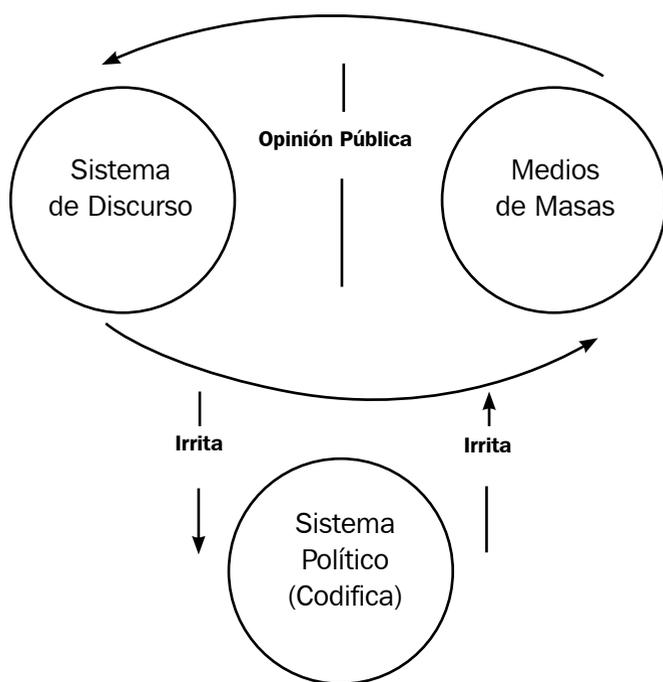 Opinión Pública
Sistema
de Discurso
Medios
de Masas
Irrita
Irrita
Sistema
Político
(Codifica)